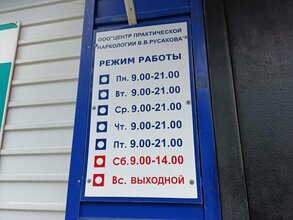 ООО"ЦЕНТР ПРАКТИЧЕСКОЙ
НАРКОЛОГИИ В.В.РУСАКОВА"
РЕЖИМ РАБОТЫ
Пн. 9.00-21.00
Вт. 9.00-21.00
Ср. 9.00-21.00
Чт. 9.00-21.00
Пт. 9.00-21.00
Сб. 9.00-14.00
Вс. ВЫХОДНОЙ